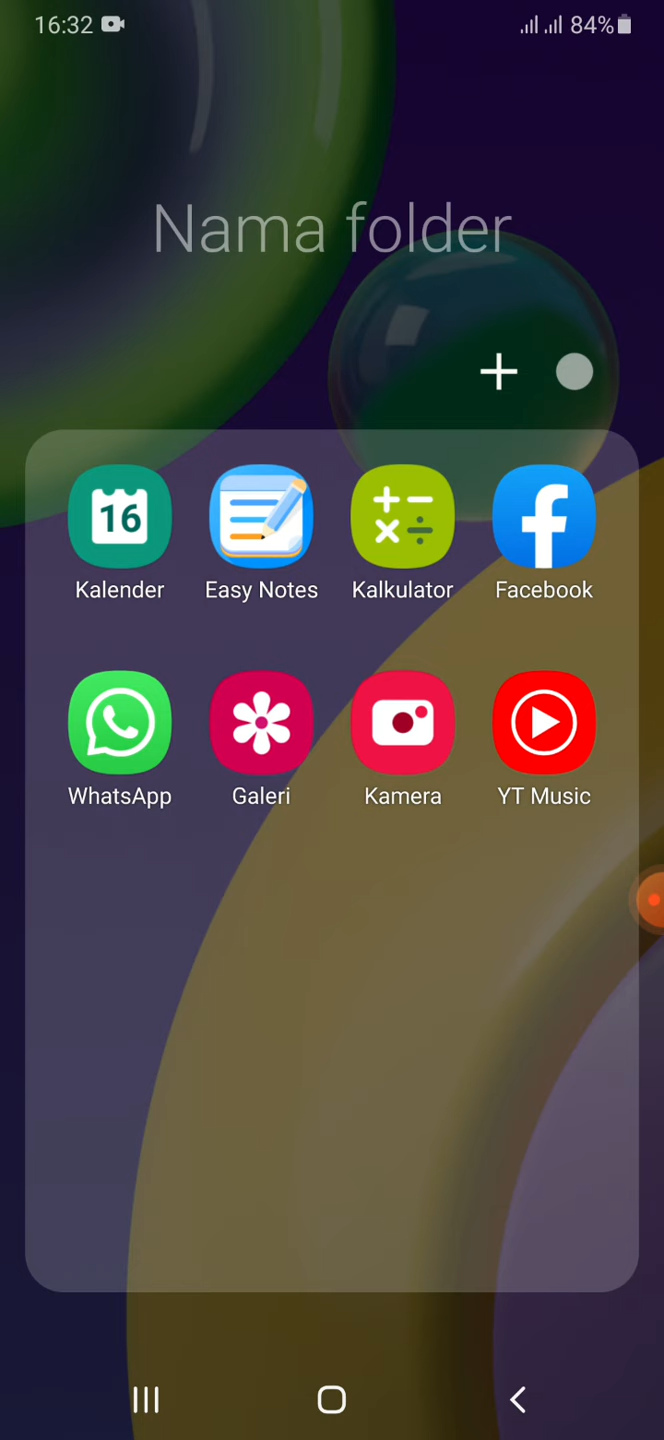 16:32 84%
Nama folder
16
Kalender Easy Notes Kalkulator Facebook
WhatsApp Galeri Kamera YT Music